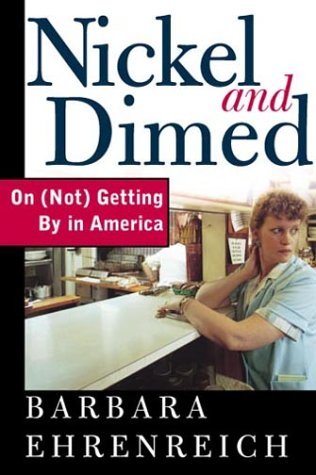 Nickel
and
Dimed
On (Not) Getting
By in America
BARBARA
EHRENREICH